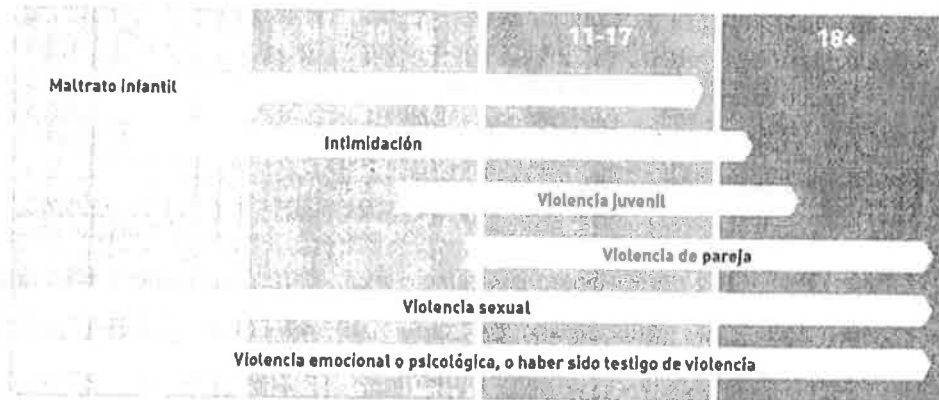 11-17
18+
Maltrato infantil
Intimidación
Violencia juvenil
Violencia de pareja
Violencia sexual
Violencia emocional o psicológica, o haber sido testigo de violencia